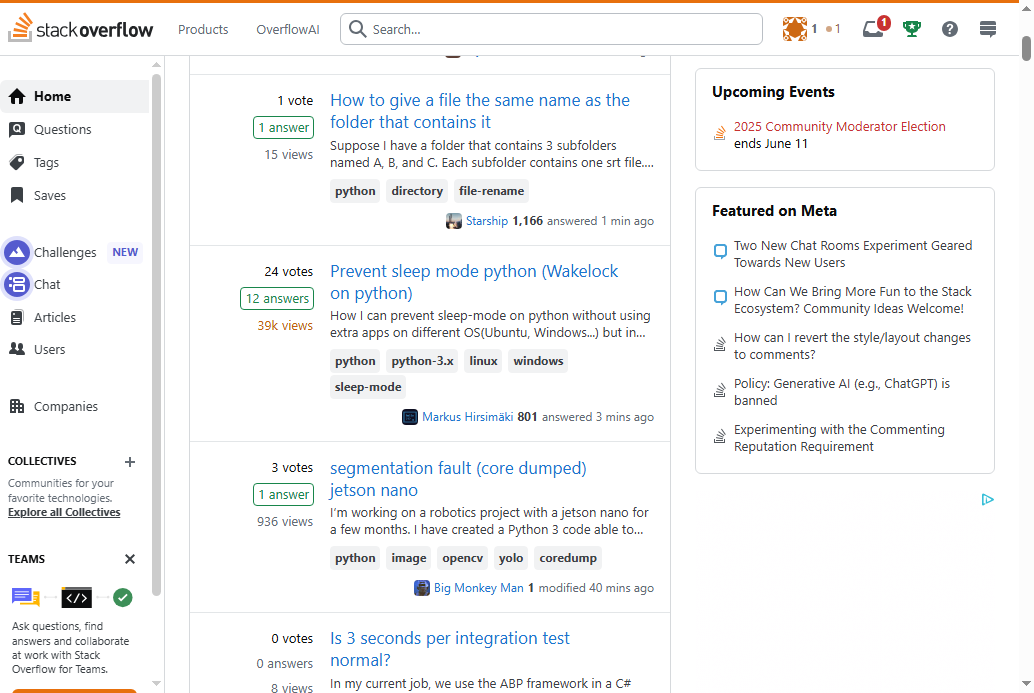 stackoverflow
Products
OverflowAI
Search...
1
1
1
Home
Questions
Tags
Saves
Challenges NEW
Chat
Articles
Users
Companies
COLLECTIVES
Communities for your
favorite technologies.
Explore all Collectives
TEAMS
</>
Ask questions, find
answers and collaborate
at work with Stack
Overflow for Teams.
1 vote
1 answer
15 views
How to give a file the same name as the
folder that contains it
Suppose I have a folder that contains 3 subfolders
named A, B, and C. Each subfolder contains one srt file....
python directory file-rename
Starship 1,166 answered 1 min ago
24 votes
12 answers
39k views
Prevent sleep mode python (Wakelock
on python)
How I can prevent sleep-mode on python without using
extra apps on different OS(Ubuntu, Windows...) but in...
python python-3.x linux windows
sleep-mode
Markus Hirsimäki 801 answered 3 mins ago
3 votes
1 answer
936 views
segmentation fault (core dumped)
jetson nano
I'm working on a robotics project with a jetson nano for
a few months. I have created a Python 3 code able to...
python image opencv yolo coredump
Big Monkey Man 1 modified 40 mins ago
0 votes
0 answers
8 views
Is 3 seconds per integration test
normal?
In my current job, we use the ABP framework in a C#
Upcoming Events
2025 Community Moderator Election
ends June 11
Featured on Meta
Two New Chat Rooms Experiment Geared
Towards New Users
How Can We Bring More Fun to the Stack
Ecosystem? Community Ideas Welcome!
How can I revert the style/layout changes
to comments?
Policy: Generative AI (e.g., ChatGPT) is
banned
Experimenting with the Commenting
Reputation Requirement